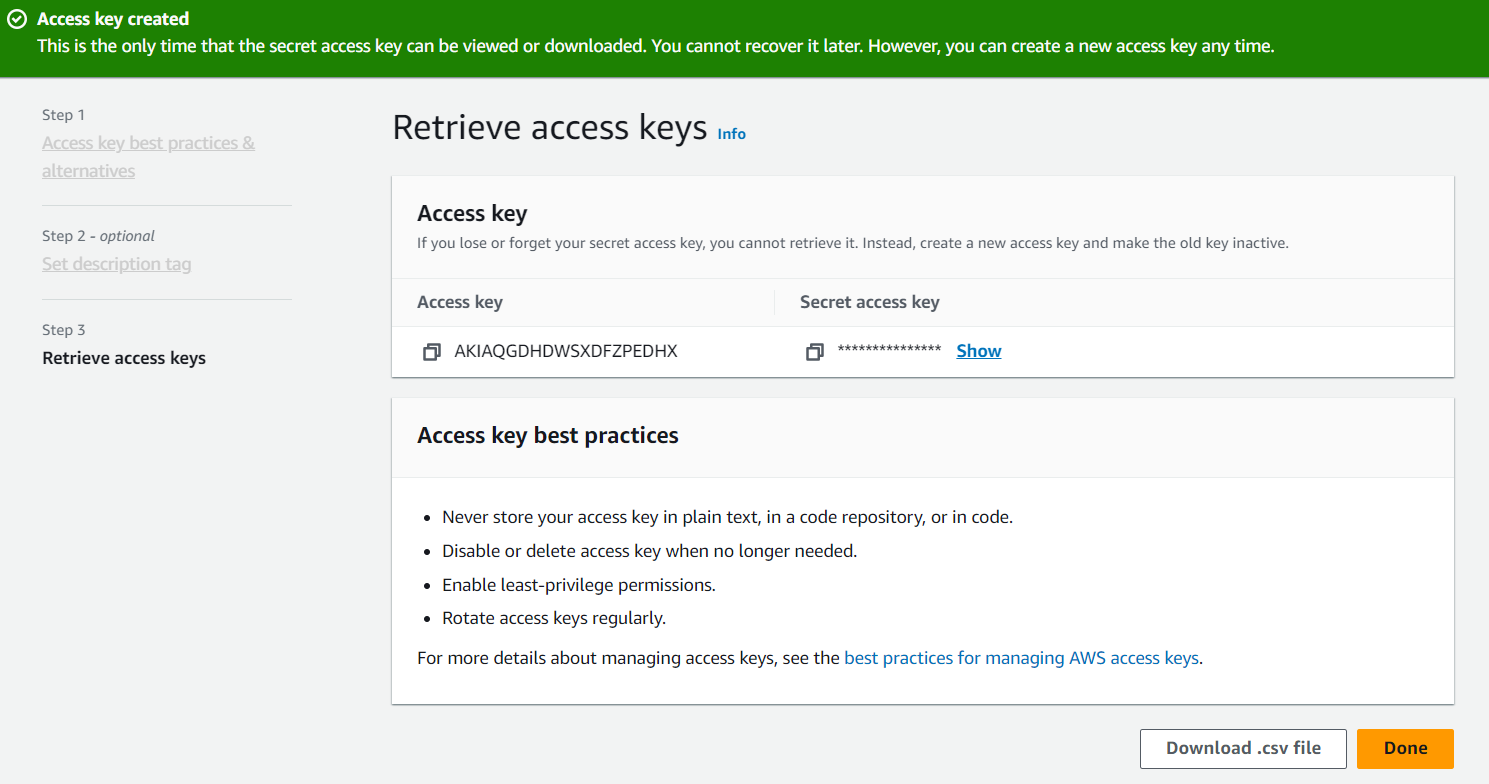 Access key created
This is the only time that the secret access key can be viewed or downloaded. You cannot recover it later. However, you can create a new access key any time.
Step 1
Access key best practices &
alternatives
Step 2 - optional
Set description tag
Step 3
Retrieve access keys
Retrieve access keys Info
Access key
If you lose or forget your secret access key, you cannot retrieve it. Instead, create a new access key and make the old key inactive.
Access key Secret access key
AKIAQGDHDWSXDFZPEDHX *************** Show
Access key best practices
• Never store your access key in plain text, in a code repository, or in code.
• Disable or delete access key when no longer needed.
• Enable least-privilege permissions.
• Rotate access keys regularly.
For more details about managing access keys, see the best practices for managing AWS access keys.
Download .csv file Done